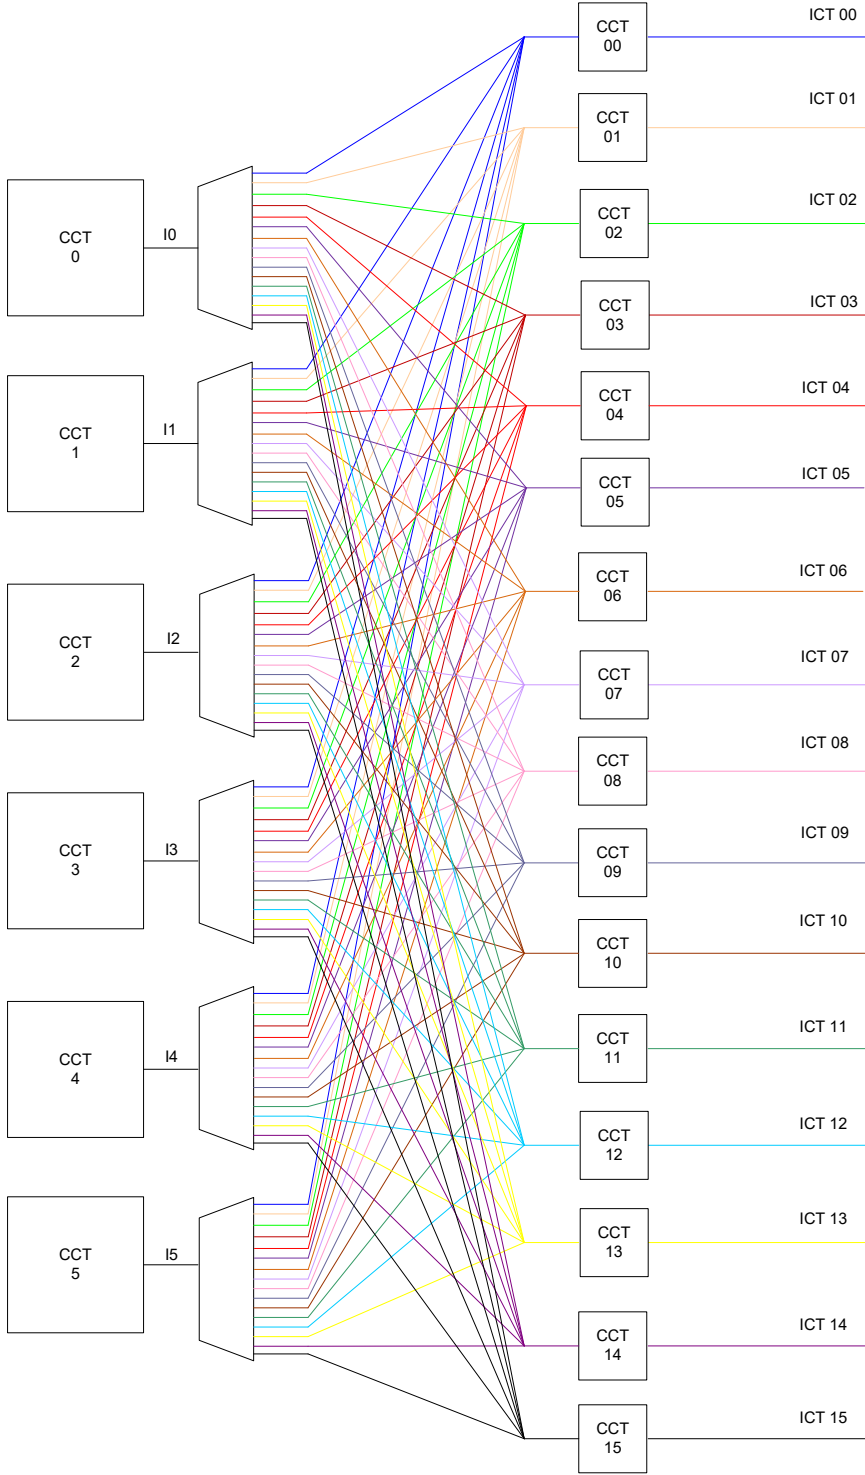 ICT 00
CCT
00
ICT 01
CCT
01
ICT 02
CCT
02
CCT
0
I0
ICT 03
CCT
03
ICT 04
CCT
04
CCT
1
I1
ICT 05
CCT
05
ICT 06
CCT
06
CCT
2
I2
ICT 07
CCT
07
ICT 08
CCT
08
CCT
3
I3
ICT 09
CCT
09
ICT 10
CCT
10
CCT
4
I4
ICT 11
CCT
11
ICT 12
CCT
12
CCT
5
I5
ICT 13
CCT
13
ICT 14
CCT
14
ICT 15
CCT
15